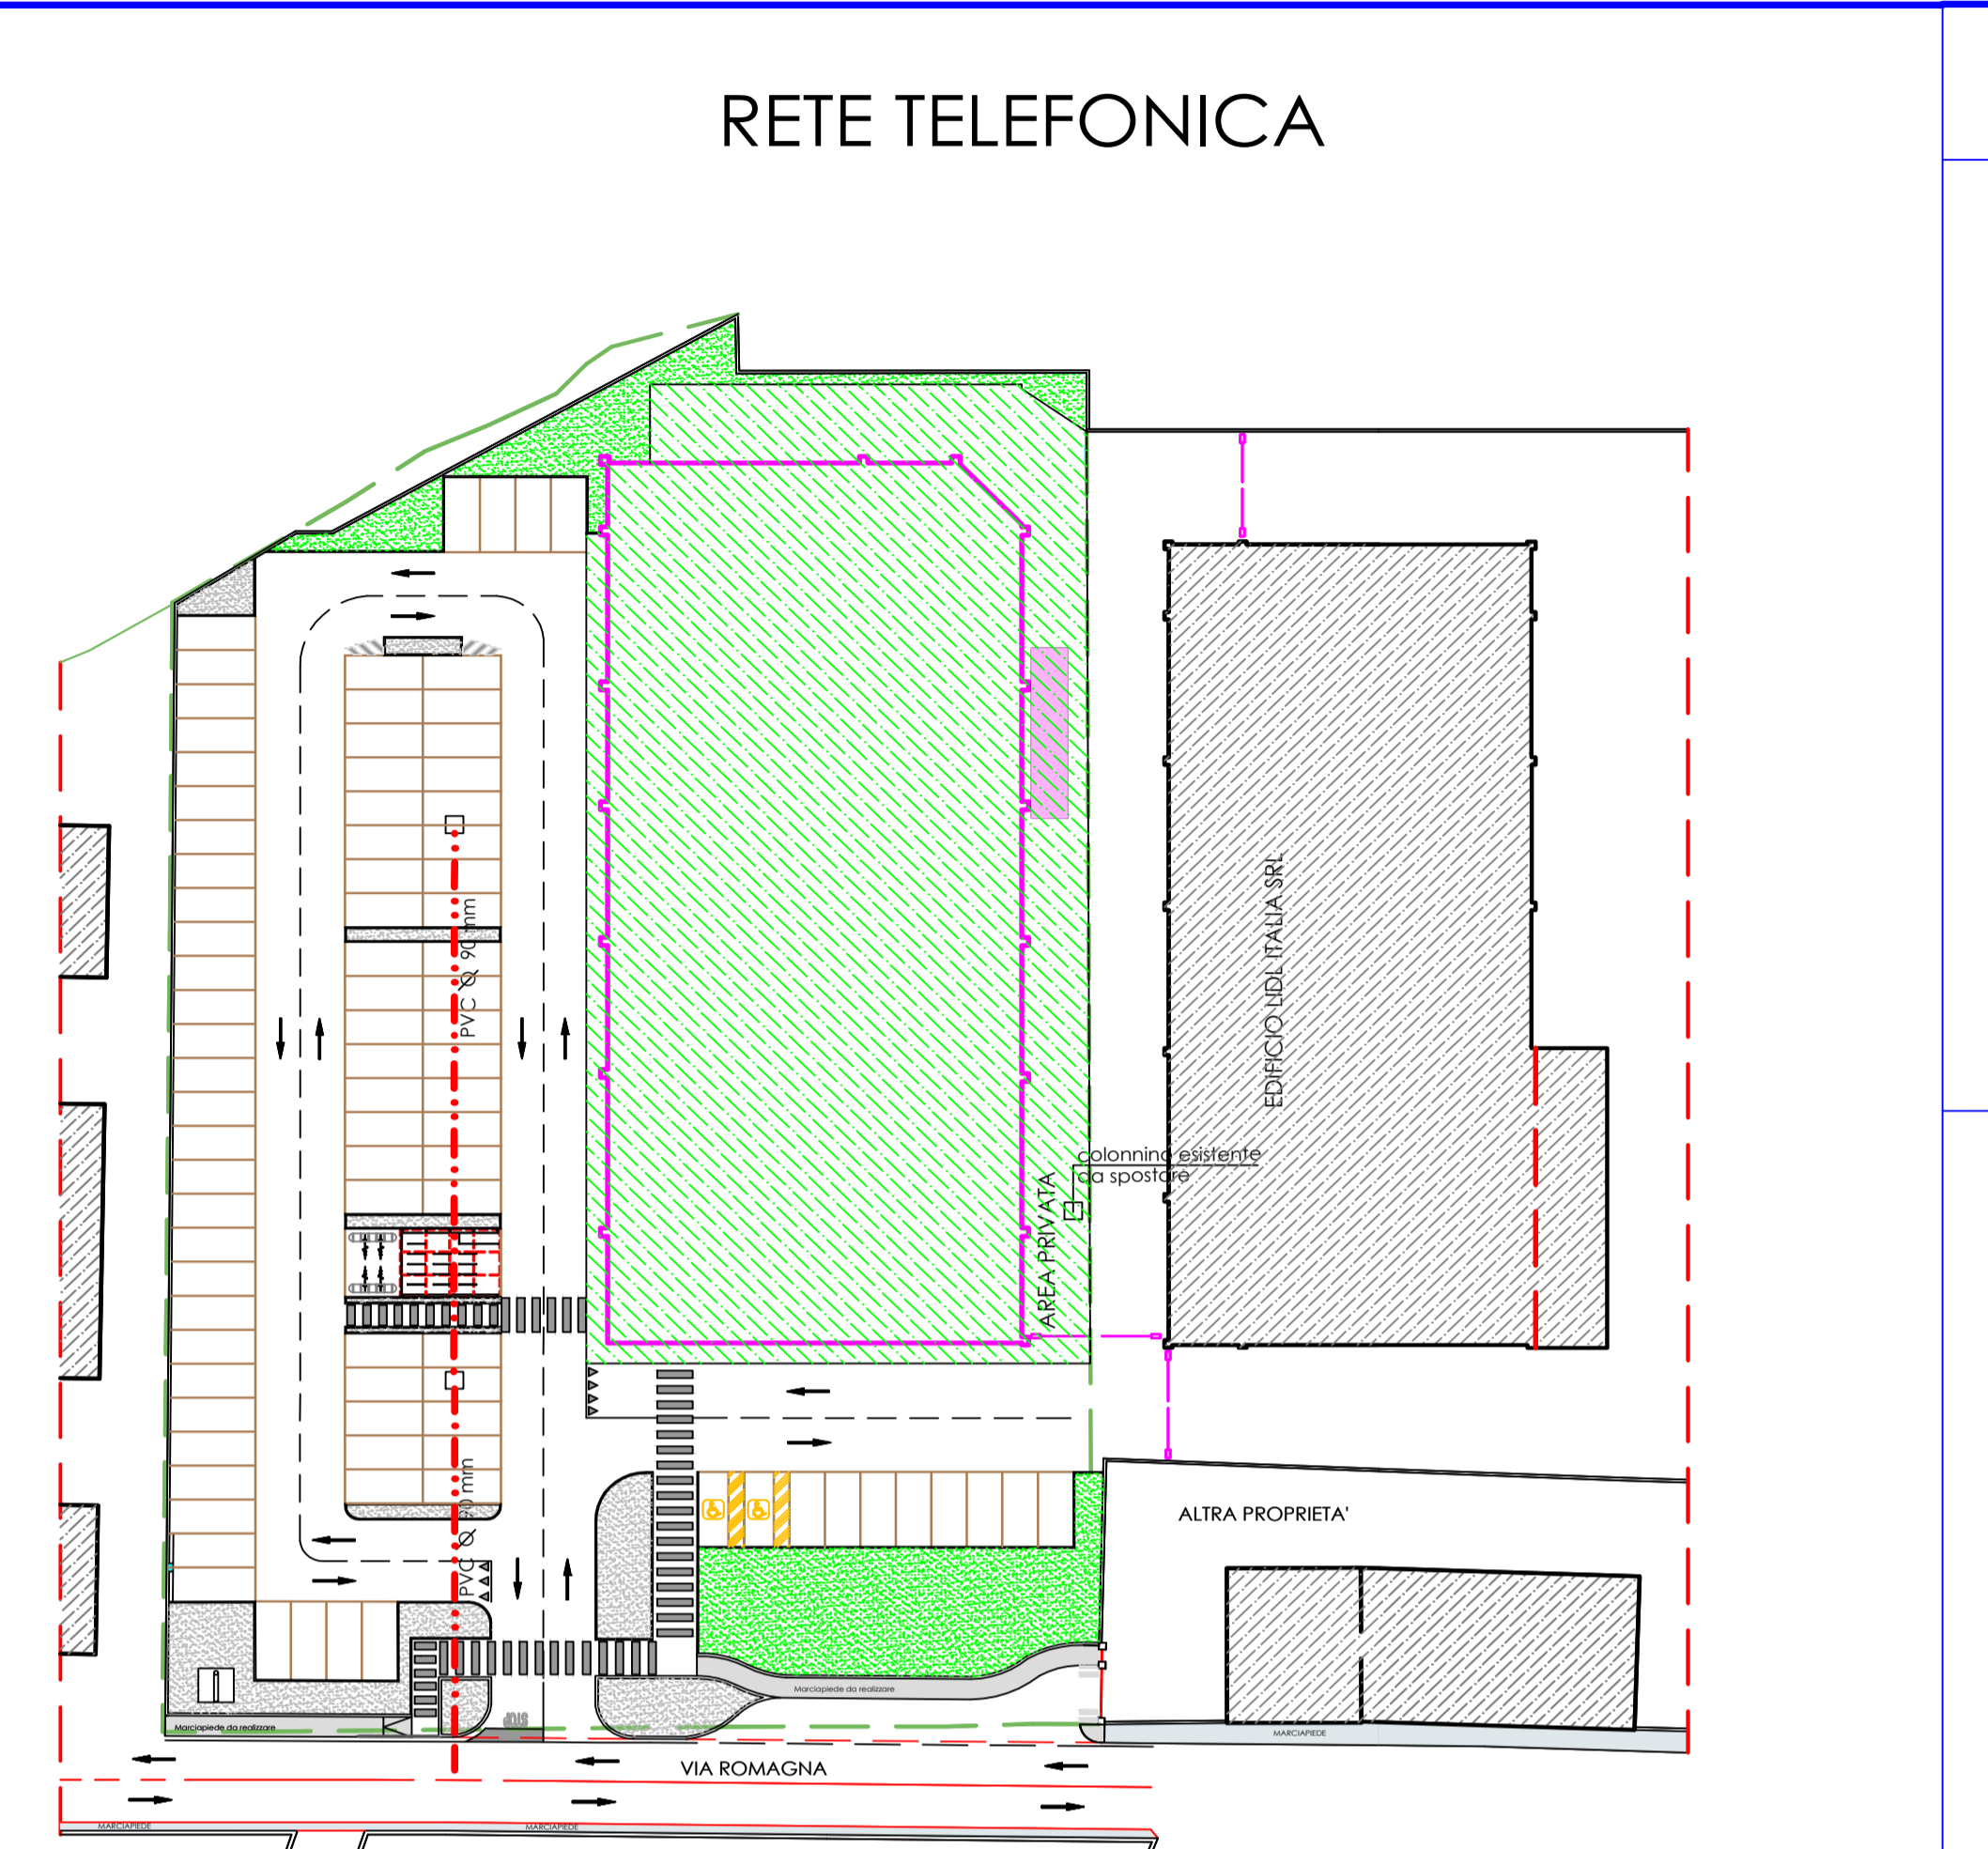 RETE TELEFONICA
PVC Ø 90 mm
EDIFICIO LIDL ITALIA SRL
colonnino esistente
da spostare
AREA PRIVATA
PVC Ø 90 mm
ALTRA PROPRIETA'
Marciapiede da realizzare
STOP
Marciapiede da realizzare
MARCIAPIEDE
VIA ROMAGNA
MARCIAPIEDE
MARCIAPIEDE